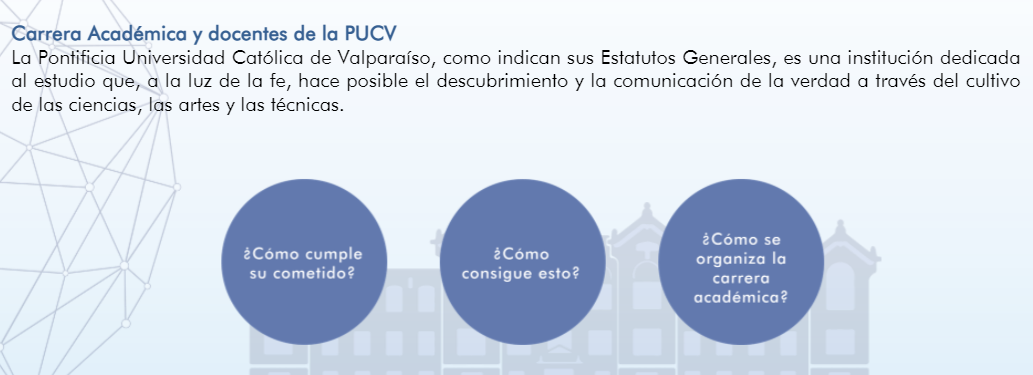 Carrera Académica y docentes de la PUCV
La Pontificia Universidad Católica de Valparaíso, como indican sus Estatutos Generales, es una institución dedicada
al estudio que, a la luz de la fe, hace posible el descubrimiento y la comunicación de la verdad a través del cultivo
de las ciencias, las artes y las técnicas.
¿Cómo cumple
su cometido?
¿Cómo
consigue esto?
¿Cómo se
organiza la
carrera
académica?